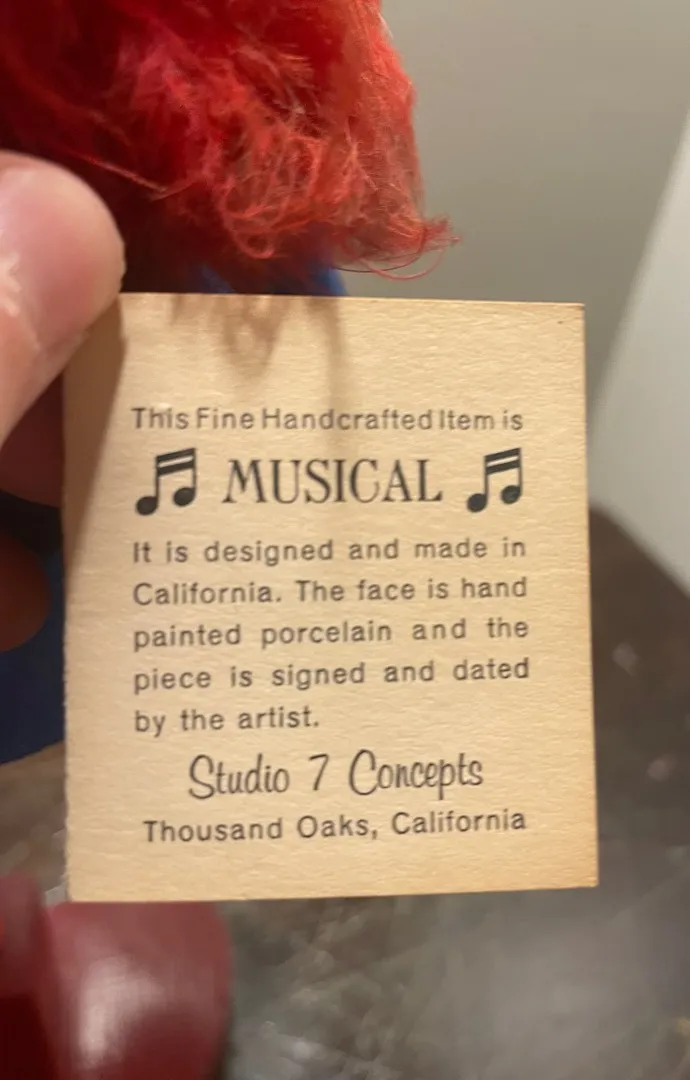 This Fine Handcrafted Item is
MUSICAL
It is designed and made in
California. The face is hand
painted porcelain and the
piece is signed and dated
by the artist.
Studio 7 Concepts
Thousand Oaks, California